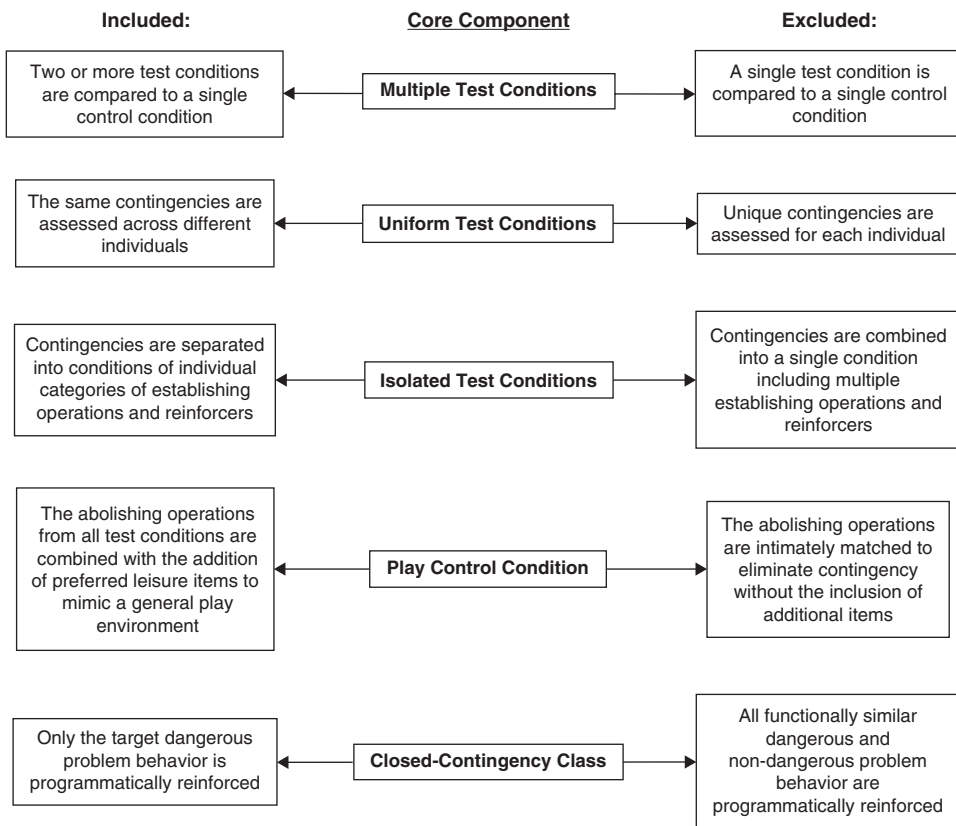 Included:
Core Component
Excluded:
Two or more test conditions
are compared to a single
control condition
Multiple Test Conditions
A single test condition is
compared to a single control
condition
The same contingencies are
assessed across different
individuals
Uniform Test Conditions
Unique contingencies are
assessed for each individual
Contingencies are separated
into conditions of individual
categories of establishing
operations and reinforcers
Isolated Test Conditions
Contingencies are combined
into a single condition
including multiple
establishing operations and
reinforcers
The abolishing operations
from all test conditions are
combined with the addition
of preferred leisure items to
mimic a general play
environment
Play Control Condition
The abolishing operations
are intimately matched to
eliminate contingency
without the inclusion of
additional items
Only the target dangerous
problem behavior is
programmatically reinforced
Closed-Contingency Class
All functionally similar
dangerous and
non-dangerous problem
behavior are
programmatically reinforced